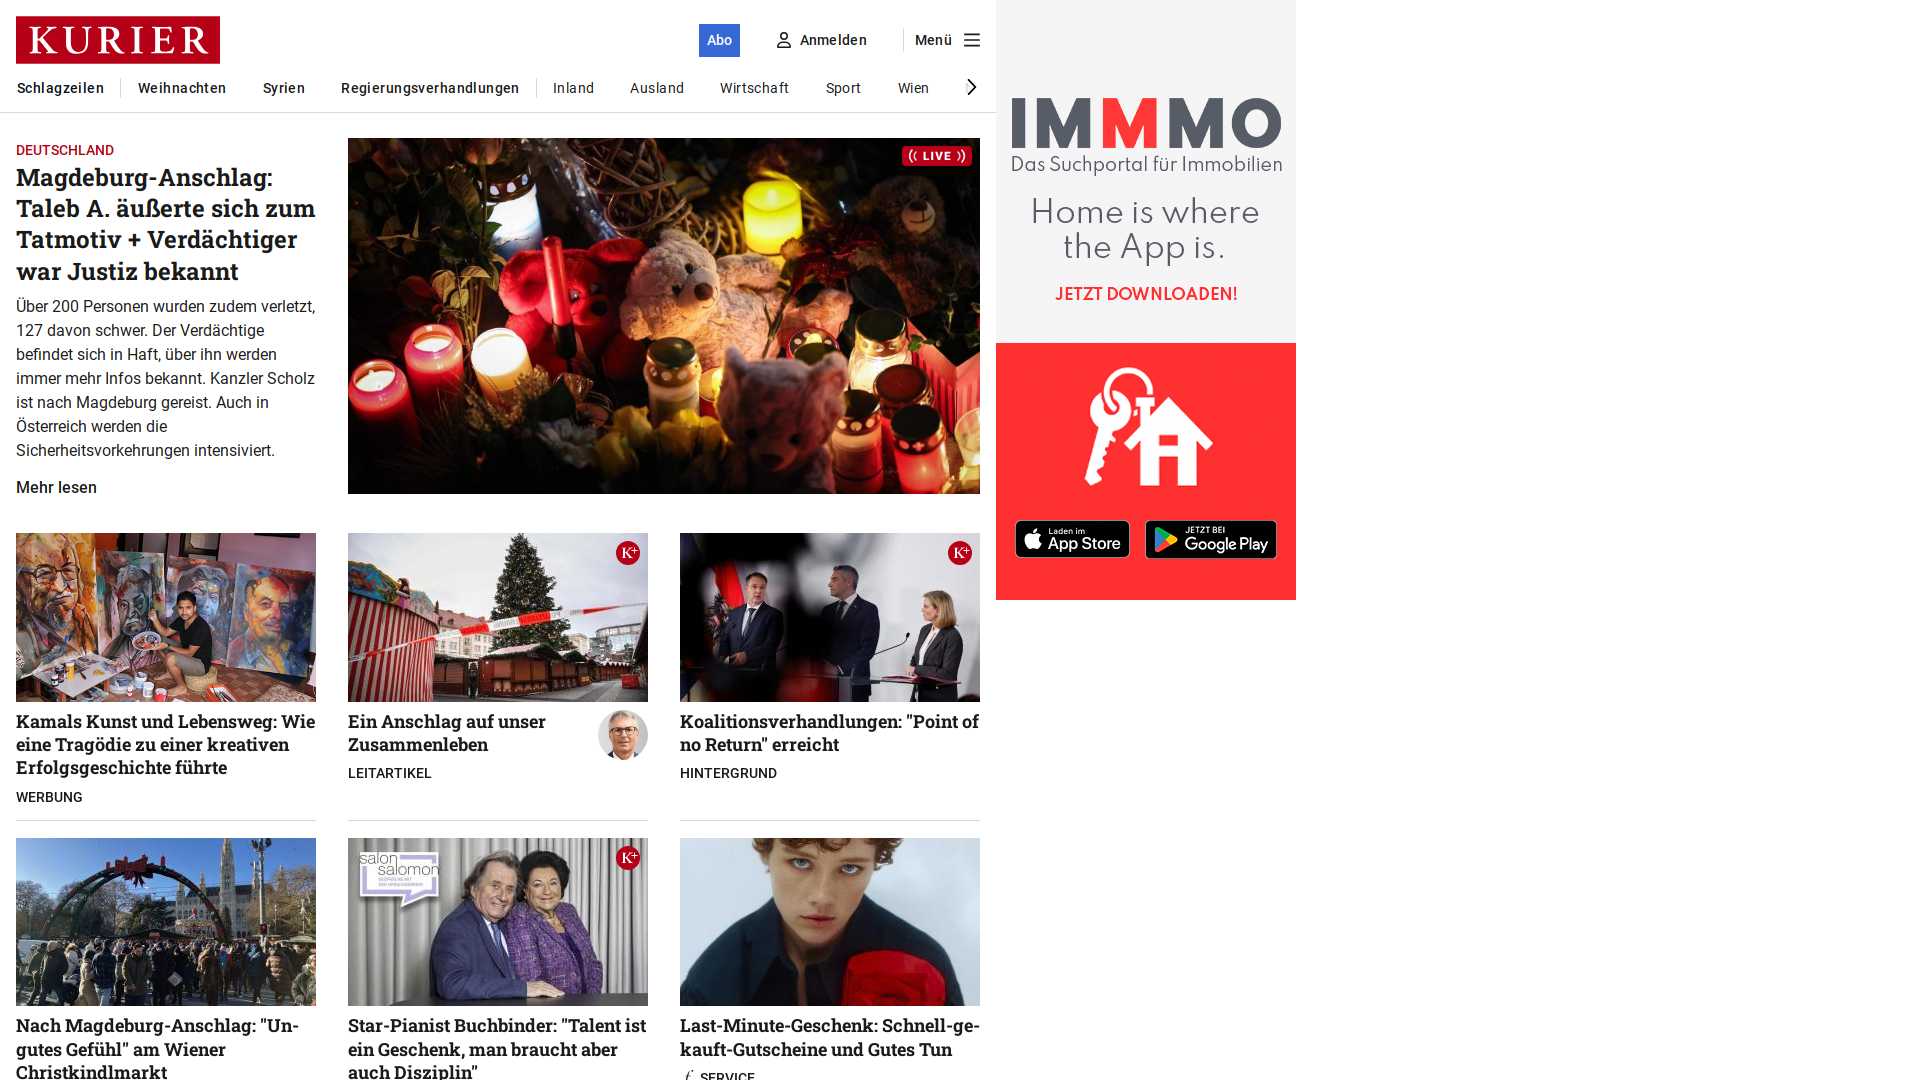 KURIER
Abo
Anmelden
Menü
Schlagzeilen
Weihnachten
Syrien
Regierungsverhandlungen
Inland
Ausland
Wirtschaft
Sport
Wien
DEUTSCHLAND
Magdeburg-Anschlag:
Taleb A. äußerte sich zum
Tatmotiv + Verdächtiger
war Justiz bekannt
Über 200 Personen wurden zudem verletzt,
127 davon schwer. Der Verdächtige
befindet sich in Haft, über ihn werden
immer mehr Infos bekannt. Kanzler Scholz
ist nach Magdeburg gereist. Auch in
Österreich werden die
Sicherheitsvorkehrungen intensiviert.
Mehr lesen
LIVE
IMMMO
Das Suchportal für Immobilien
Home is where
the App is.
JETZT DOWNLOADEN!
Laden im
App Store
JETZT BEI
Google Play
K+
K+
Kamals Kunst und Lebensweg: Wie
eine Tragödie zu einer kreativen
Erfolgsgeschichte führte
WERBUNG
Ein Anschlag auf unser
Zusammenleben
LEITARTIKEL
Koalitionsverhandlungen: "Point of
no Return" erreicht
HINTERGRUND
salon
salomon
K+
Nach Magdeburg-Anschlag: "Un-
gutes Gefühl" am Wiener
Christkindlmarkt
Star-Pianist Buchbinder: "Talent ist
ein Geschenk, man braucht aber
auch Disziplin"
Last-Minute-Geschenk: Schnell-ge-
kauft-Gutscheine und Gutes Tun
f SERVICE